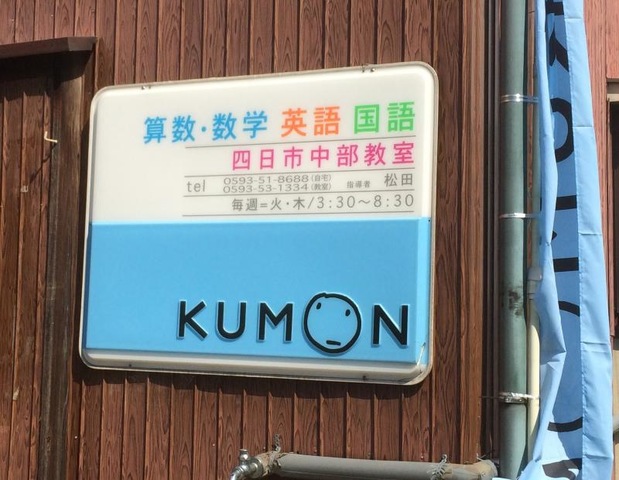 算数・数学 英語 国語
四日市中部教室
tel 0593-51-8688(自宅)
0593-53-1334(教室) 指導者 松田
毎週=火・木/3:30〜8:30
KUMON